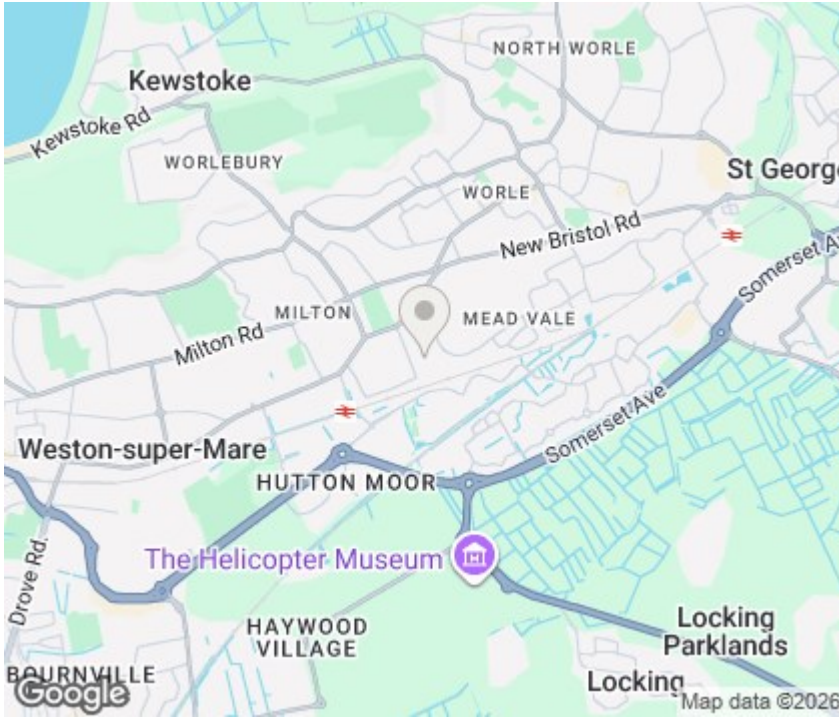 NORTH WORLE
Kewstoke
Kewstoke Rd
WORLEBURY
St George
WORLE
New Bristol Rd
Somerset A
MILTON
MEAD VALE
Milton Rd
Somerset Ave
Weston-super-Mare
HUTTON MOOR
The Helicopter Museum
Drove Rd.
HAYWOOD
VILLAGE
Locking
Parklands
BOURNVILLE
Locking
Google
Map data ©2026